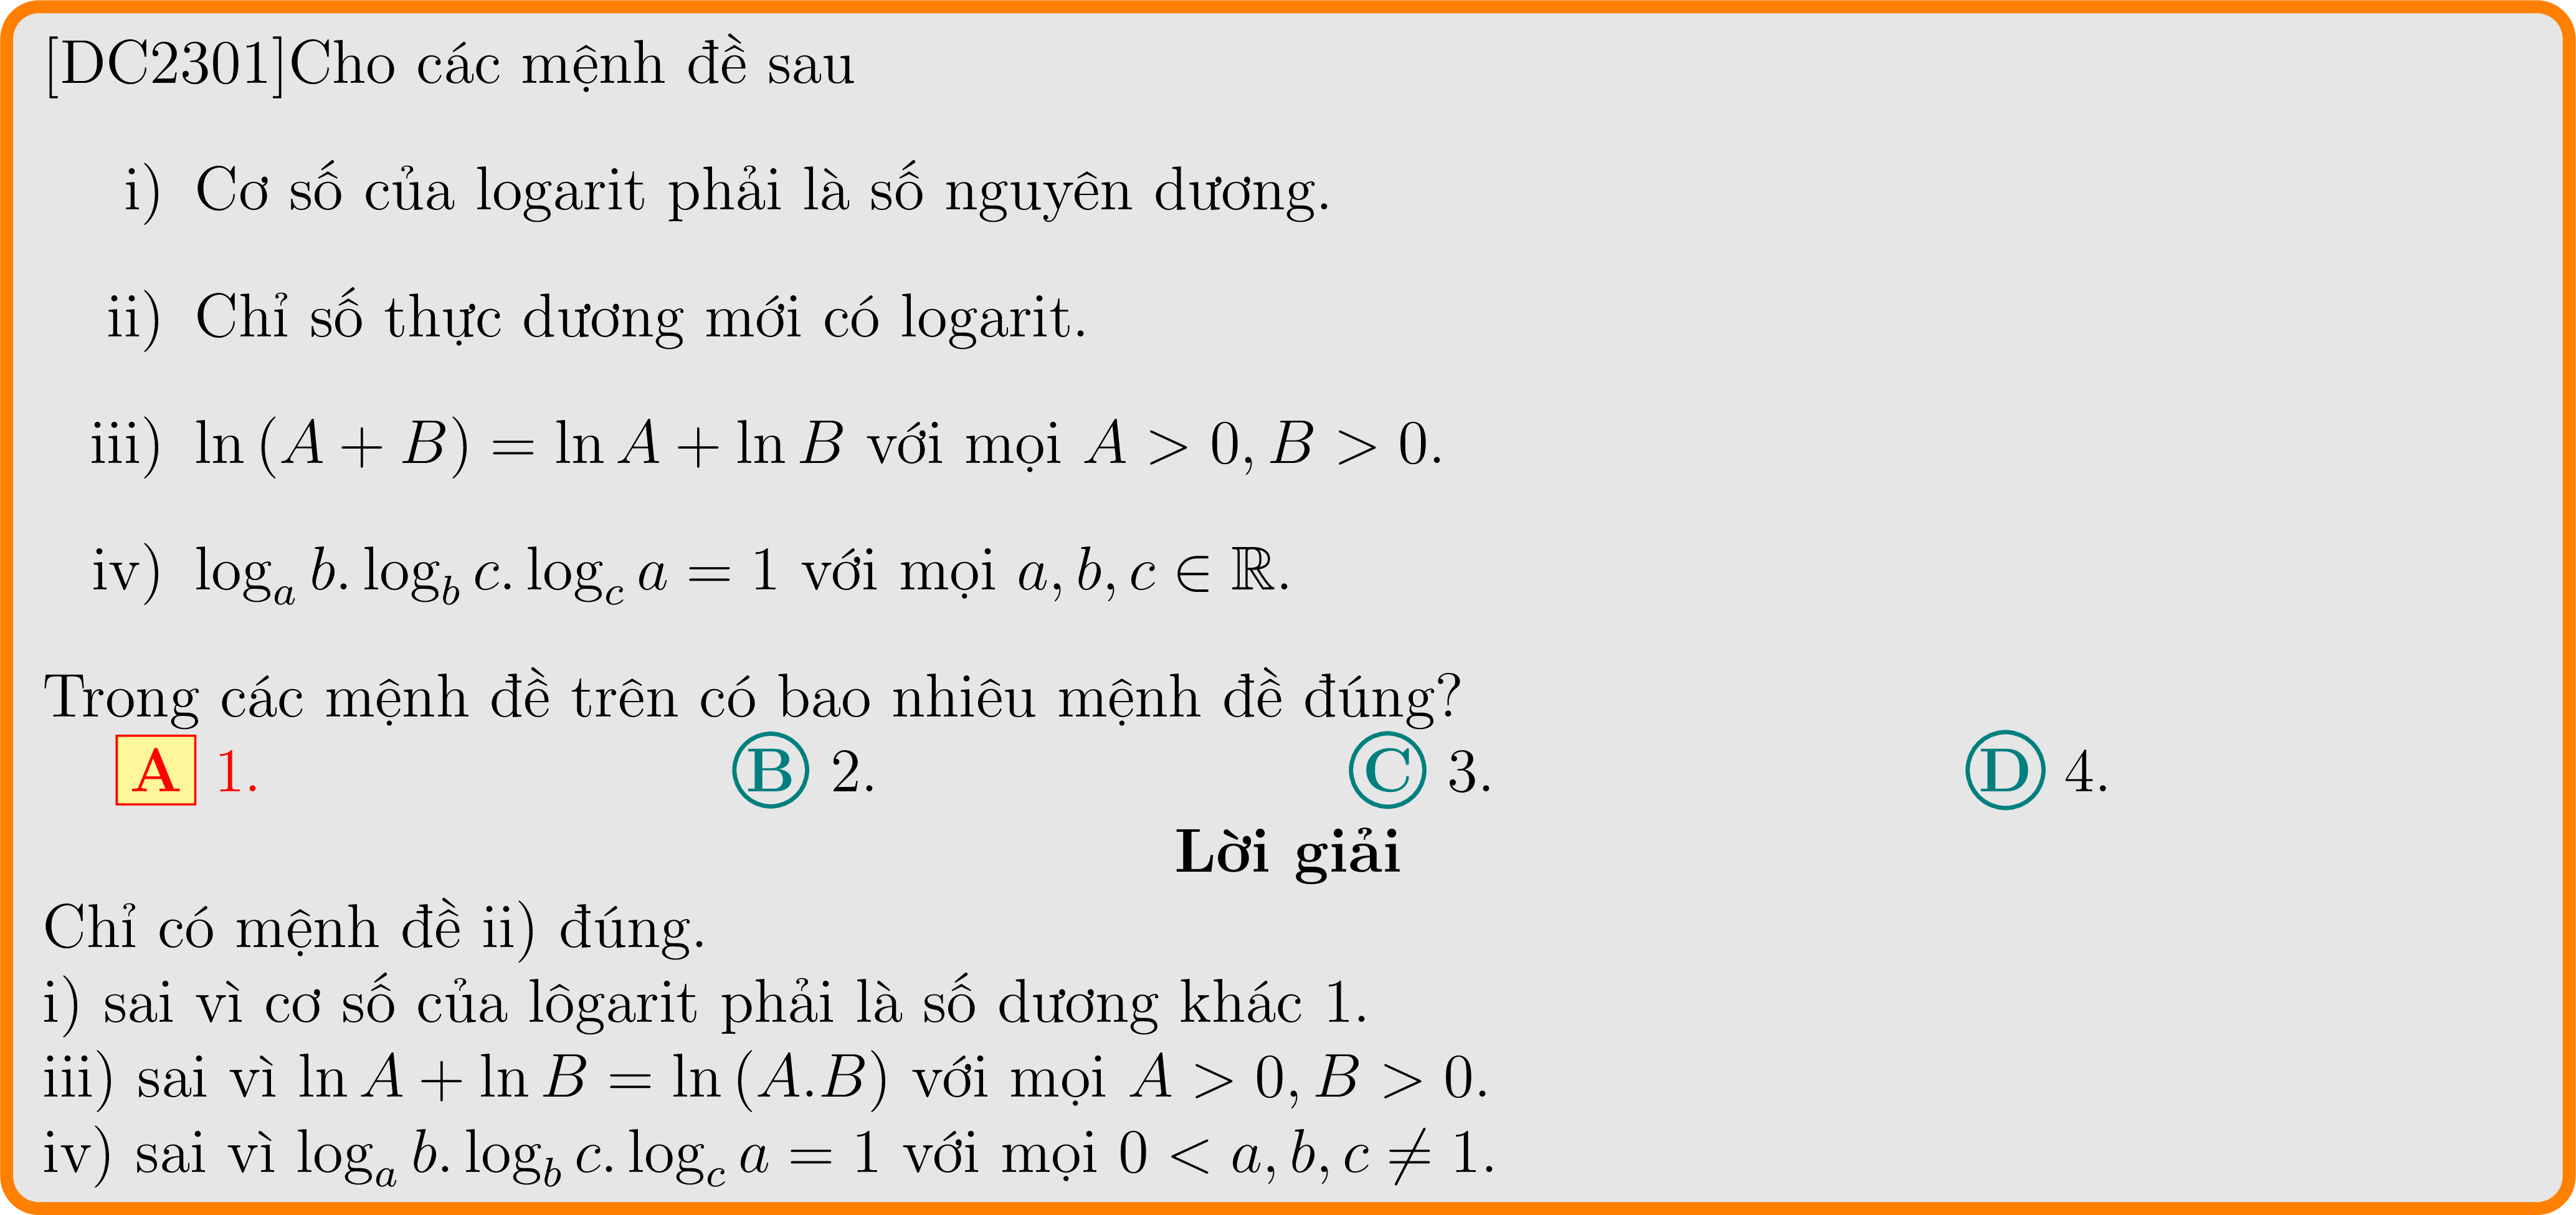 [DC2301]Cho các mệnh đề sau
i) Cơ số của logarit phải là số nguyên dương.
ii) Chỉ số thực dương mới có logarit.
iii) ln (A + B) = ln A + ln B với mọi A > 0, B > 0.
iv) log_a b. log_b c. log_c a = 1 với mọi a, b, c ∈ ℝ.
Trong các mệnh đề trên có bao nhiêu mệnh đề đúng?
A 1. B 2. C 3. D 4.
Lời giải
Chỉ có mệnh đề ii) đúng.
i) sai vì cơ số của lôgarit phải là số dương khác 1.
iii) sai vì ln A + ln B = ln (A.B) với mọi A > 0, B > 0.
iv) sai vì log_a b. log_b c. log_c a = 1 với mọi 0 < a, b, c ≠ 1.